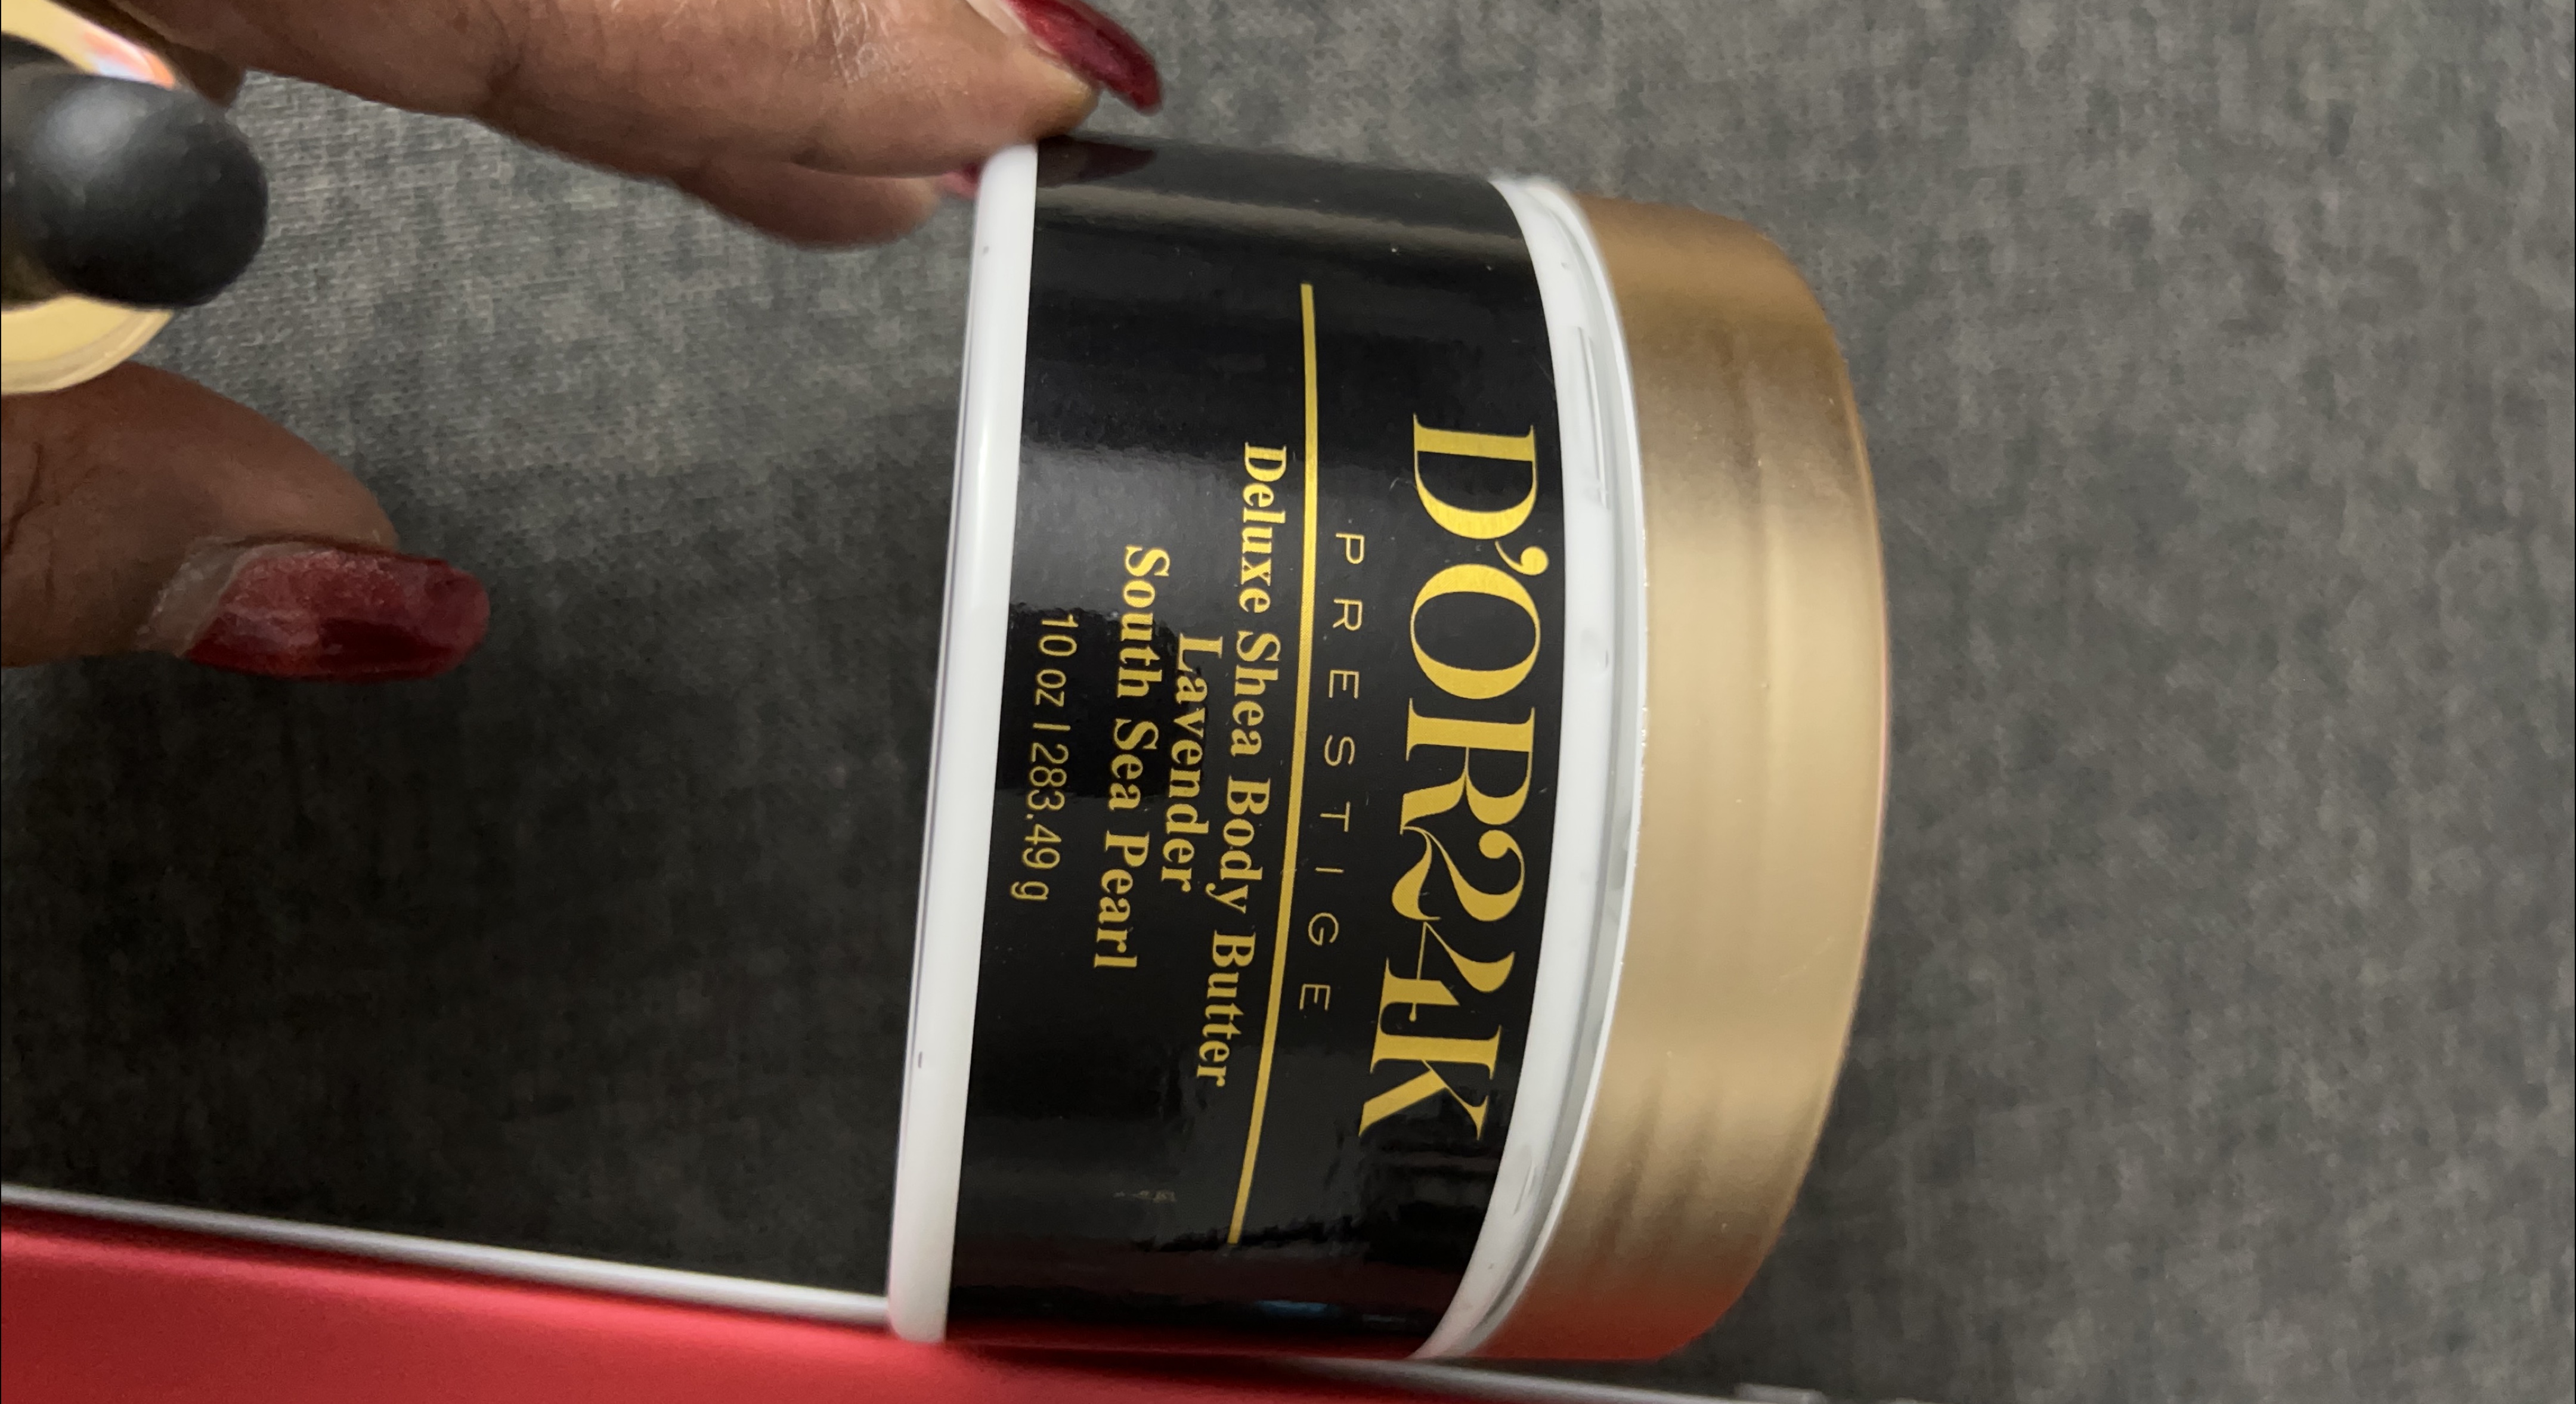 D'OR24K
PRESTIGE
Deluxe Shea Body Butter
Lavender
South Sea Pearl
10 oz | 283.49 g